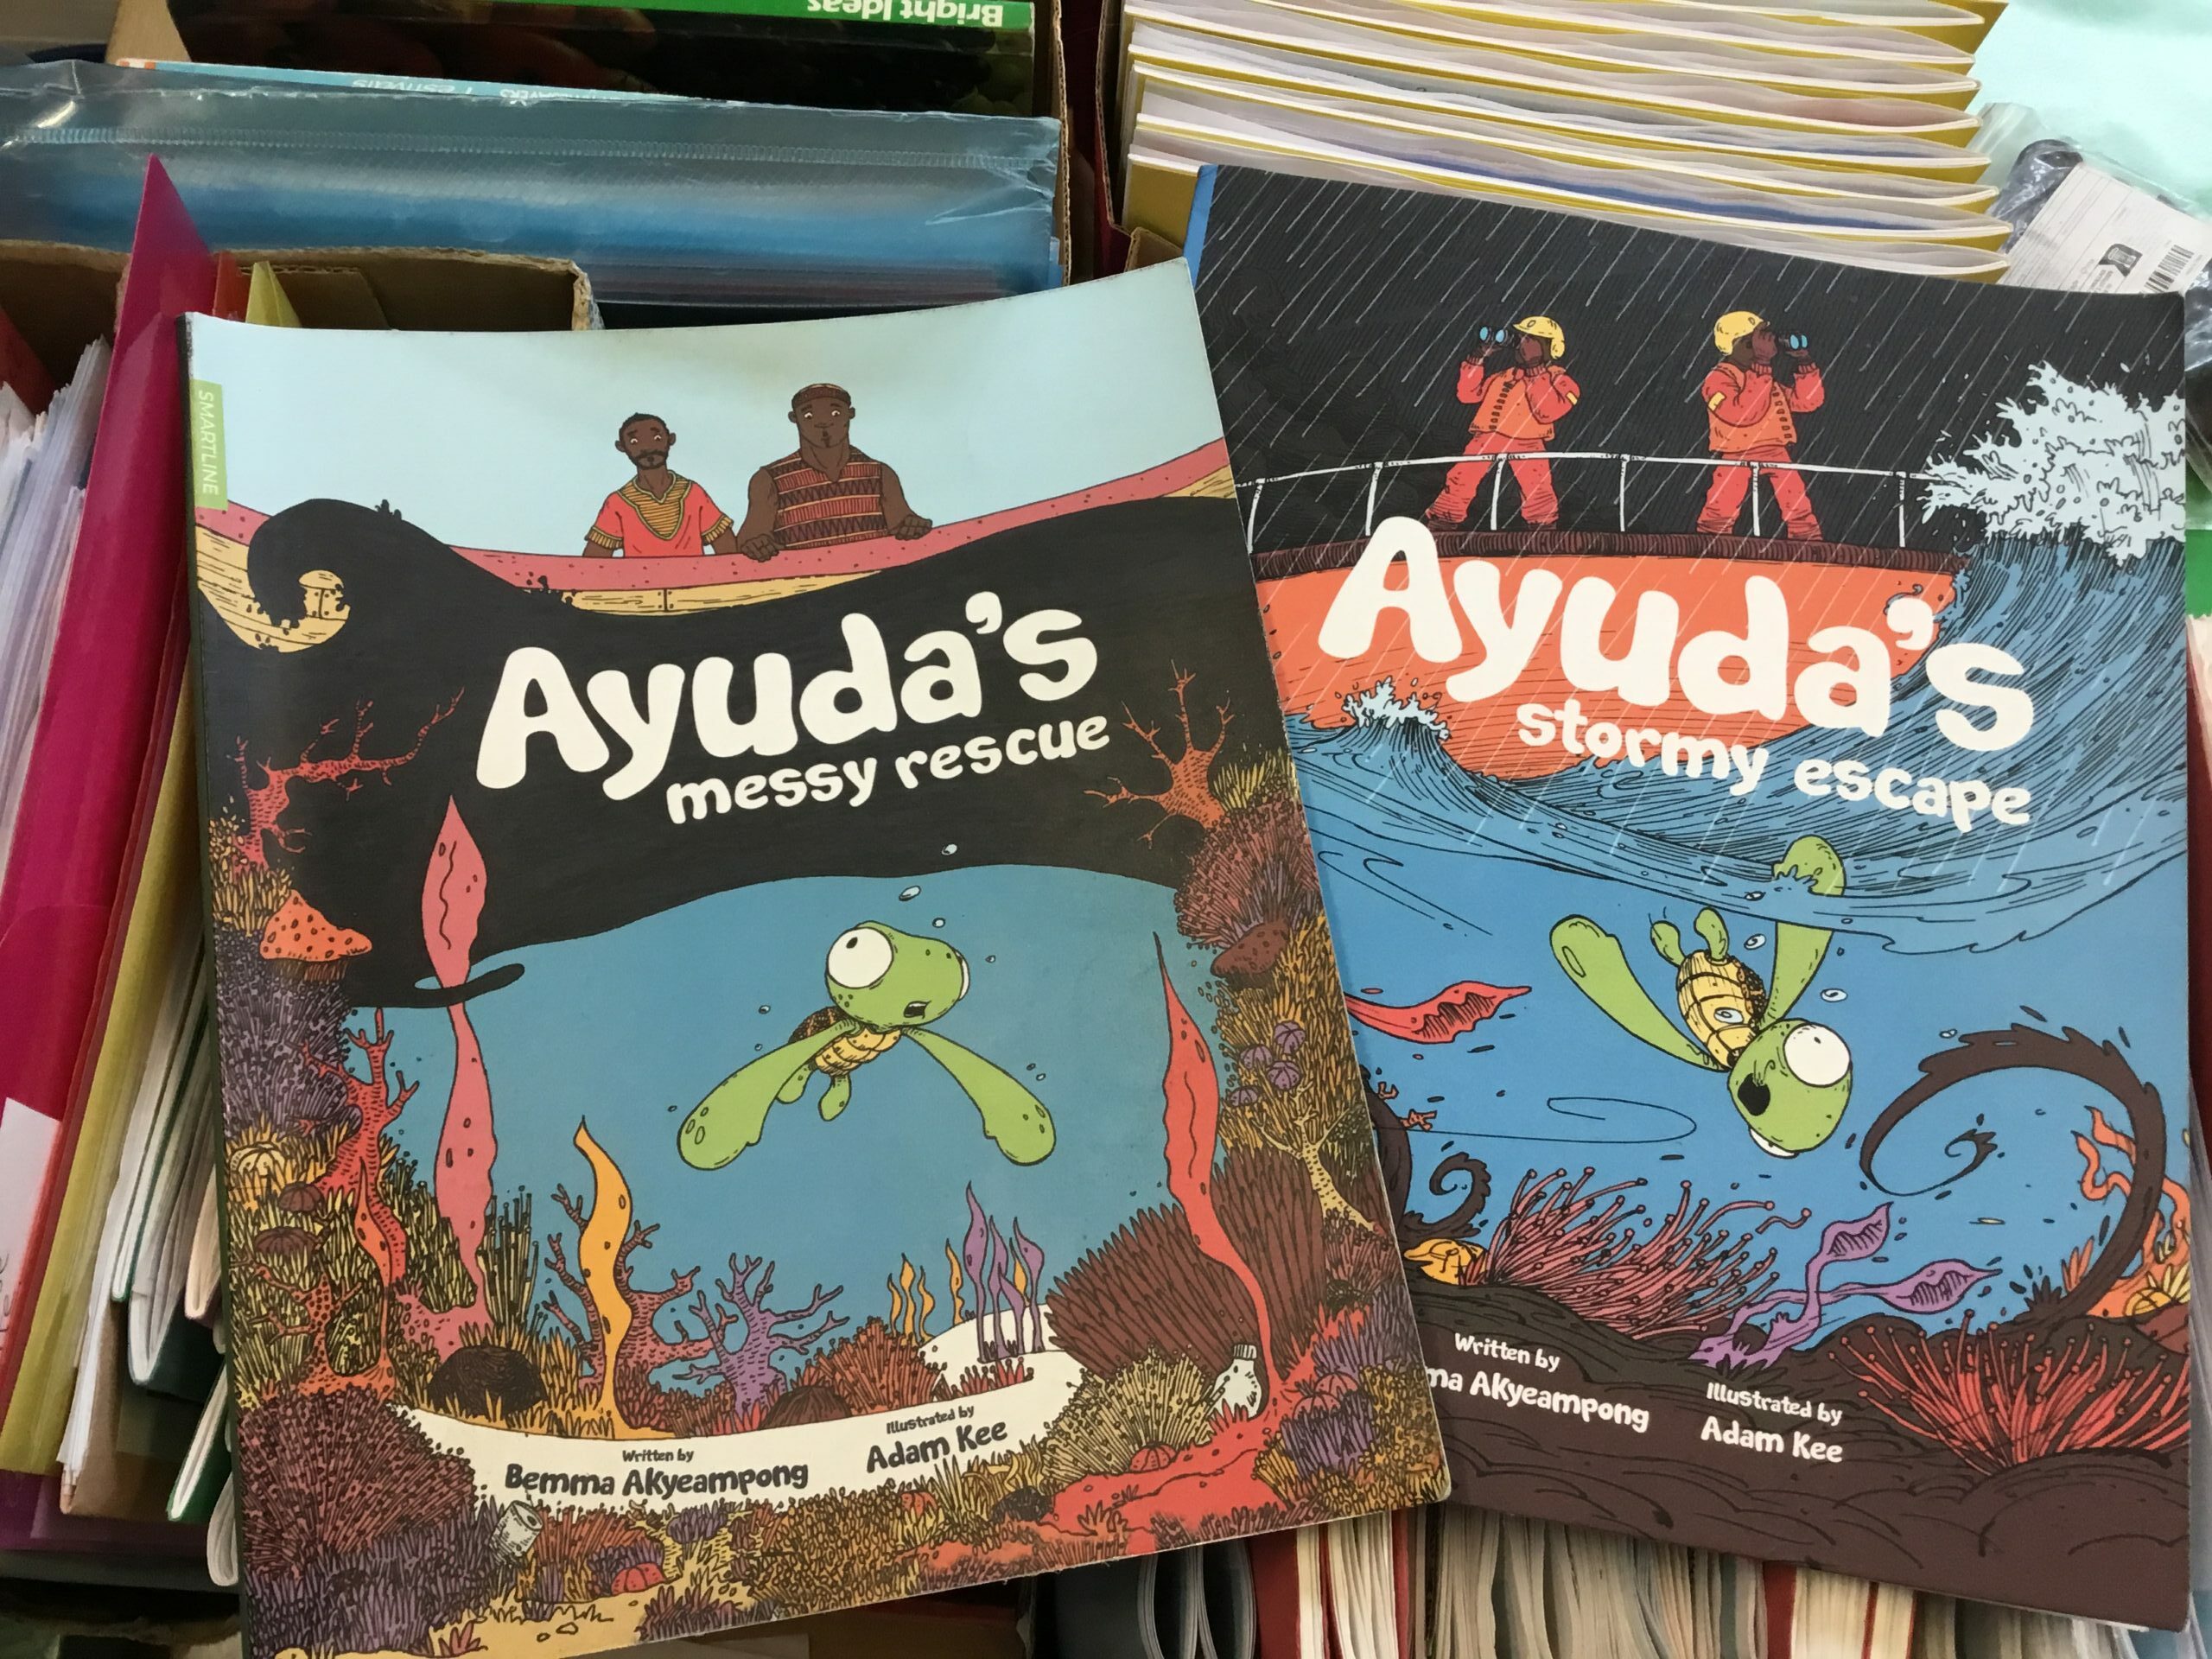 Bright Ideas
Festivals
SMARTLINE
Ayuda's
messy rescue
Written by
Bemma Akyeampong
Illustrated by
Adam Kee
Ayuda's
stormy escape
Written by
ma Akyeampong
Illustrated by
Adam Kee